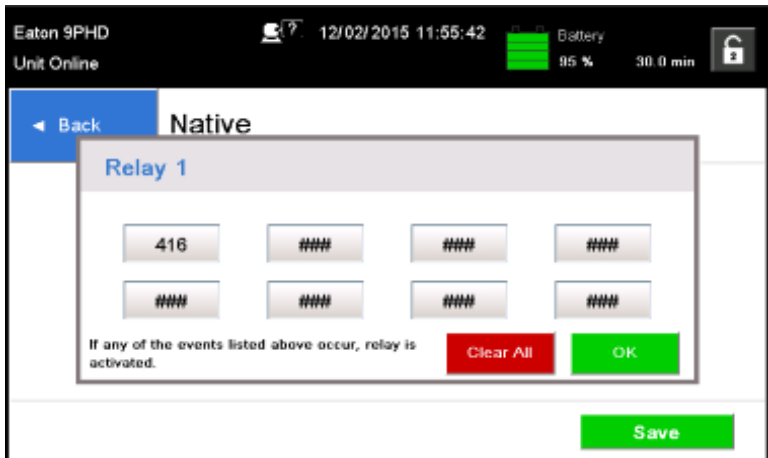 Eaton 9PHD
Unit Online
? 12/02/2015 11:55:42
Battery
95 % 30.0 min
2
◄ Back
Native
Relay 1
416 ### ### ###
### ### ### ###
If any of the events listed above occur, relay is
activated.
Clear All
OK
Save